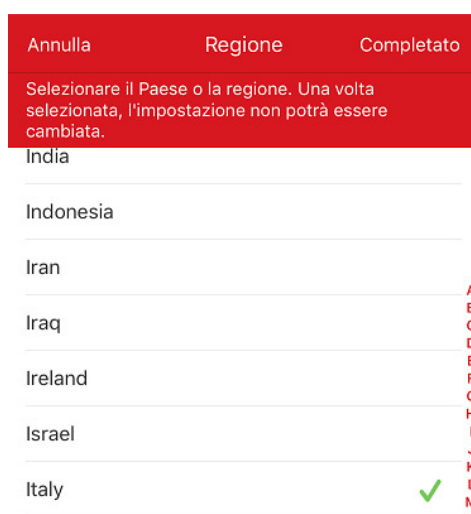 Annulla Regione Completato
Selezionare il Paese o la regione. Una volta
selezionata, l'impostazione non potrà essere
cambiata.
India
Indonesia
Iran
Iraq
Ireland
Israel
Italy